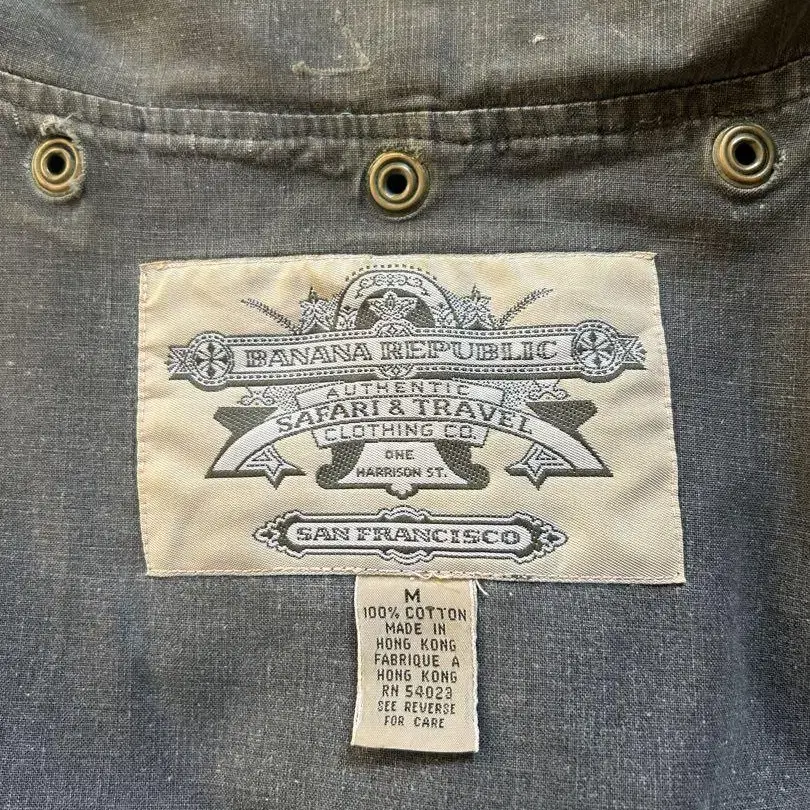 BANANA REPUBLIC
AUTHENTIC
SAFARI & TRAVEL
CLOTHING CO.
ONE
HARRISON ST.
SAN FRANCISCO
M
100% COTTON
MADE IN
HONG KONG
FABRIQUE A
HONG KONG
RN 54023
SEE REVERSE
FOR CARE